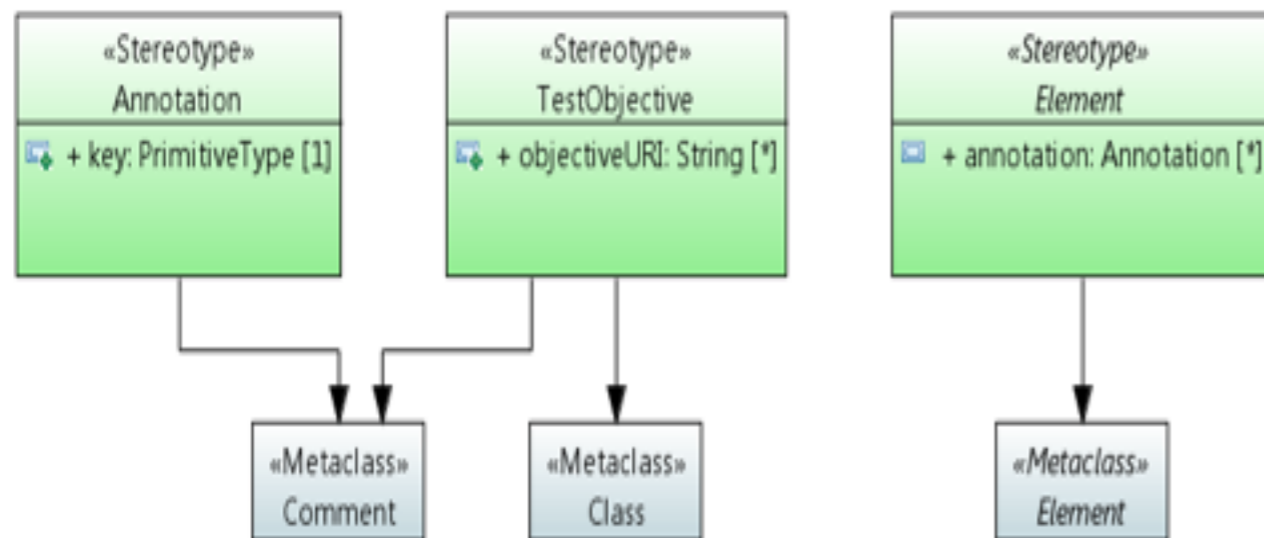 «Stereotype»
Annotation
+ key: PrimitiveType [1]
«Stereotype»
TestObjective
+ objectiveURI: String [*]
«Stereotype»
Element
+ annotation: Annotation [*]
«Metaclass»
Comment
«Metaclass»
Class
«Metaclass»
Element